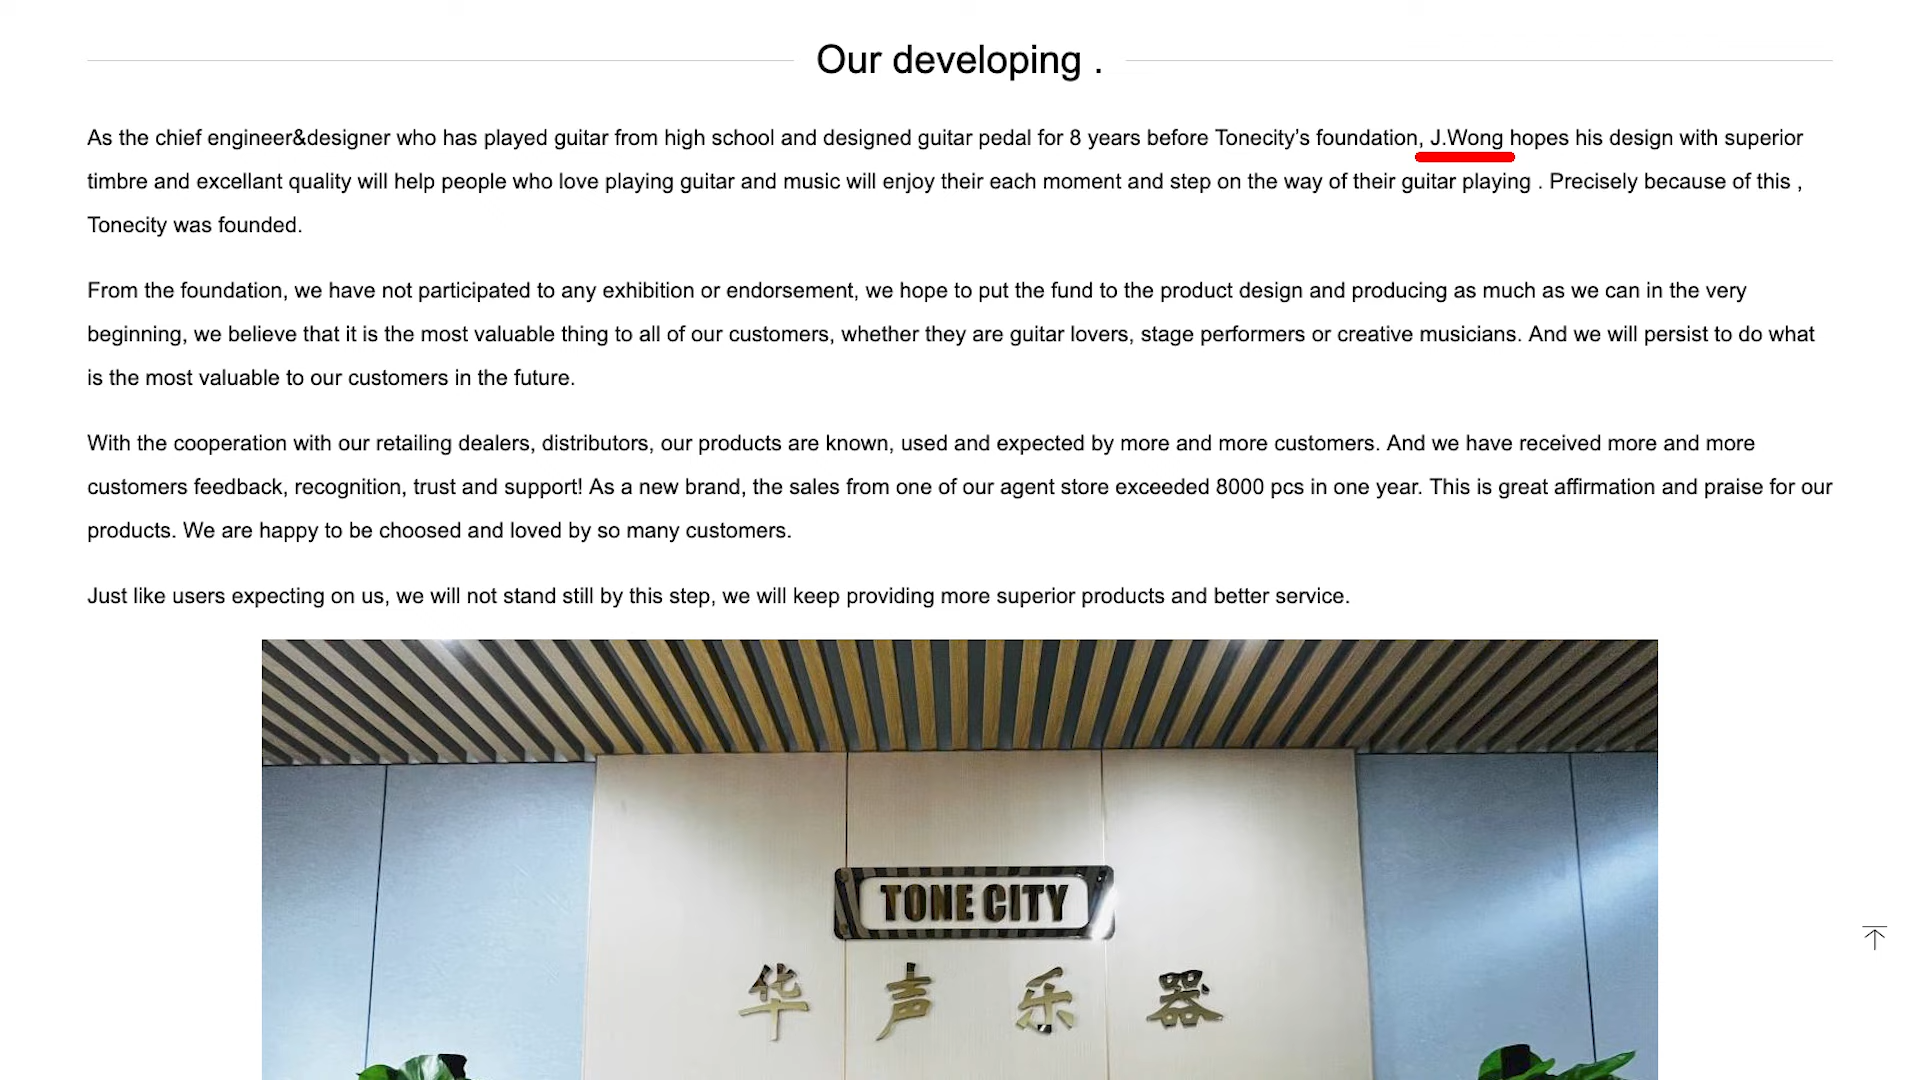 Our developing .
As the chief engineer&designer who has played guitar from high school and designed guitar pedal for 8 years before Tonecity’s foundation, J.Wong hopes his design with superior
timbre and excellant quality will help people who love playing guitar and music will enjoy their each moment and step on the way of their guitar playing . Precisely because of this ,
Tonecity was founded.
From the foundation, we have not participated to any exhibition or endorsement, we hope to put the fund to the product design and producing as much as we can in the very
beginning, we believe that it is the most valuable thing to all of our customers, whether they are guitar lovers, stage performers or creative musicians. And we will persist to do what
is the most valuable to our customers in the future.
With the cooperation with our retailing dealers, distributors, our products are known, used and expected by more and more customers. And we have received more and more
customers feedback, recognition, trust and support! As a new brand, the sales from one of our agent store exceeded 8000 pcs in one year. This is great affirmation and praise for our
products. We are happy to be choosed and loved by so many customers.
Just like users expecting on us, we will not stand still by this step, we will keep providing more superior products and better service.
TONE CITY
华声乐器